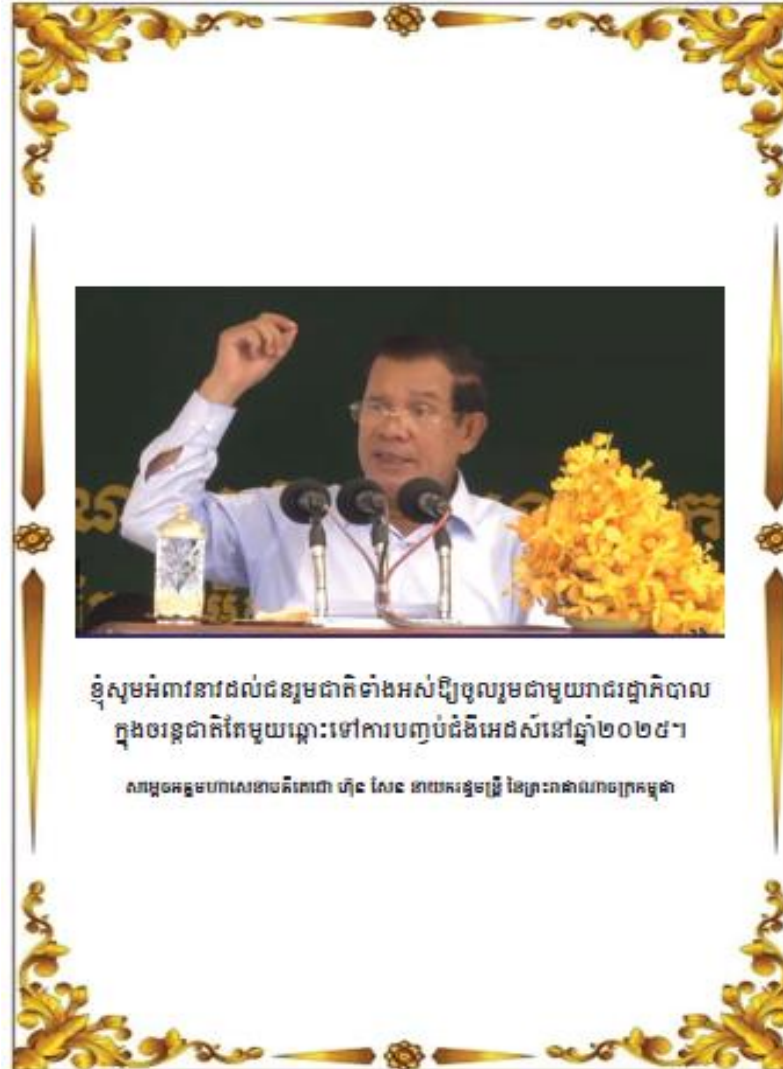 ខ្ញុំសូមអំពាវនាវដល់ជនរួមជាតិទាំងអស់ឱ្យចូលរួមជាមួយរាជរដ្ឋាភិបាល
ក្នុងចរន្តជាតិតែមួយឆ្ពោះទៅការបញ្ចប់ជំងឺអេដស៍នៅឆ្នាំ២០២៥។
សម្តេចអគ្គមហាសេនាបតីតេជោ ហ៊ុន សែន នាយករដ្ឋមន្ត្រី នៃព្រះរាជាណាចក្រកម្ពុជា